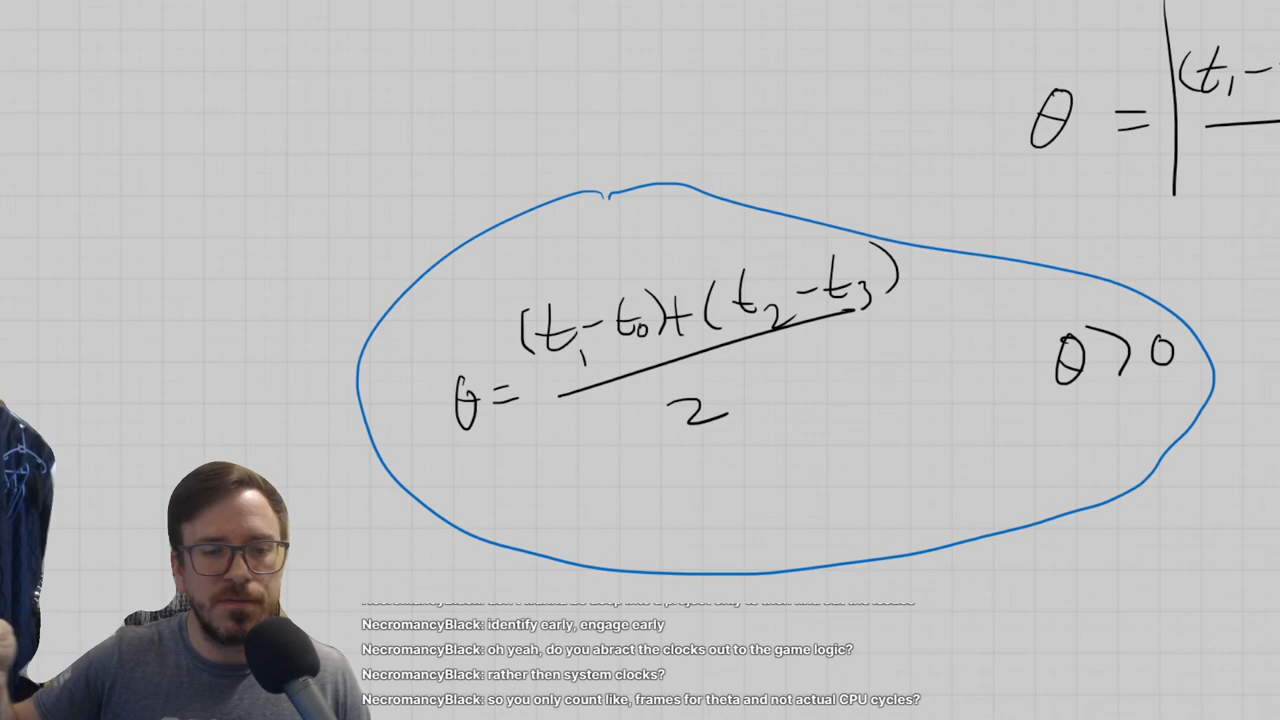 θ = |(t₁ -
θ = (t₁ - t₀) + (t₂ - t₃) / 2
θ > 0
NecromancyBlack: identify early, engage early
NecromancyBlack: oh yeah, do you abract the clocks out to the game logic?
NecromancyBlack: rather then system clocks?
NecromancyBlack: so you only count like, frames for theta and not actual CPU cycles?